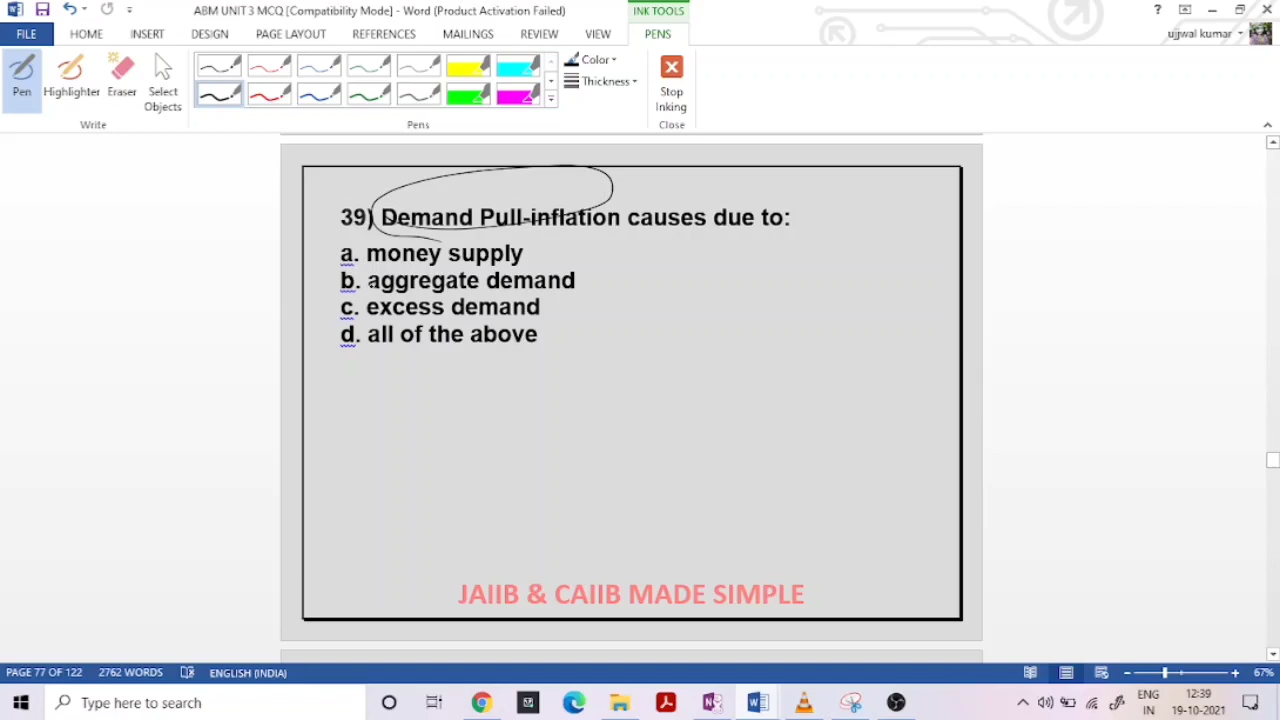 ABM UNIT 3 MCQ [Compatibility Mode] - Word (Product Activation Failed)
INK TOOLS
?
FILE
HOME
INSERT
DESIGN
PAGE LAYOUT
REFERENCES
MAILINGS
REVIEW
VIEW
PENS
ujjwal kumar
Pen
Highlighter
Eraser
Select Objects
Color
Thickness
Stop Inking
Write
Pens
Close
39) Demand Pull-inflation causes due to:
a. money supply
b. aggregate demand
c. excess demand
d. all of the above
JAIIB & CAIIB MADE SIMPLE
PAGE 77 OF 122
2762 WORDS
ENGLISH (INDIA)
67%
Type here to search
ENG
IN
12:39
19-10-2021